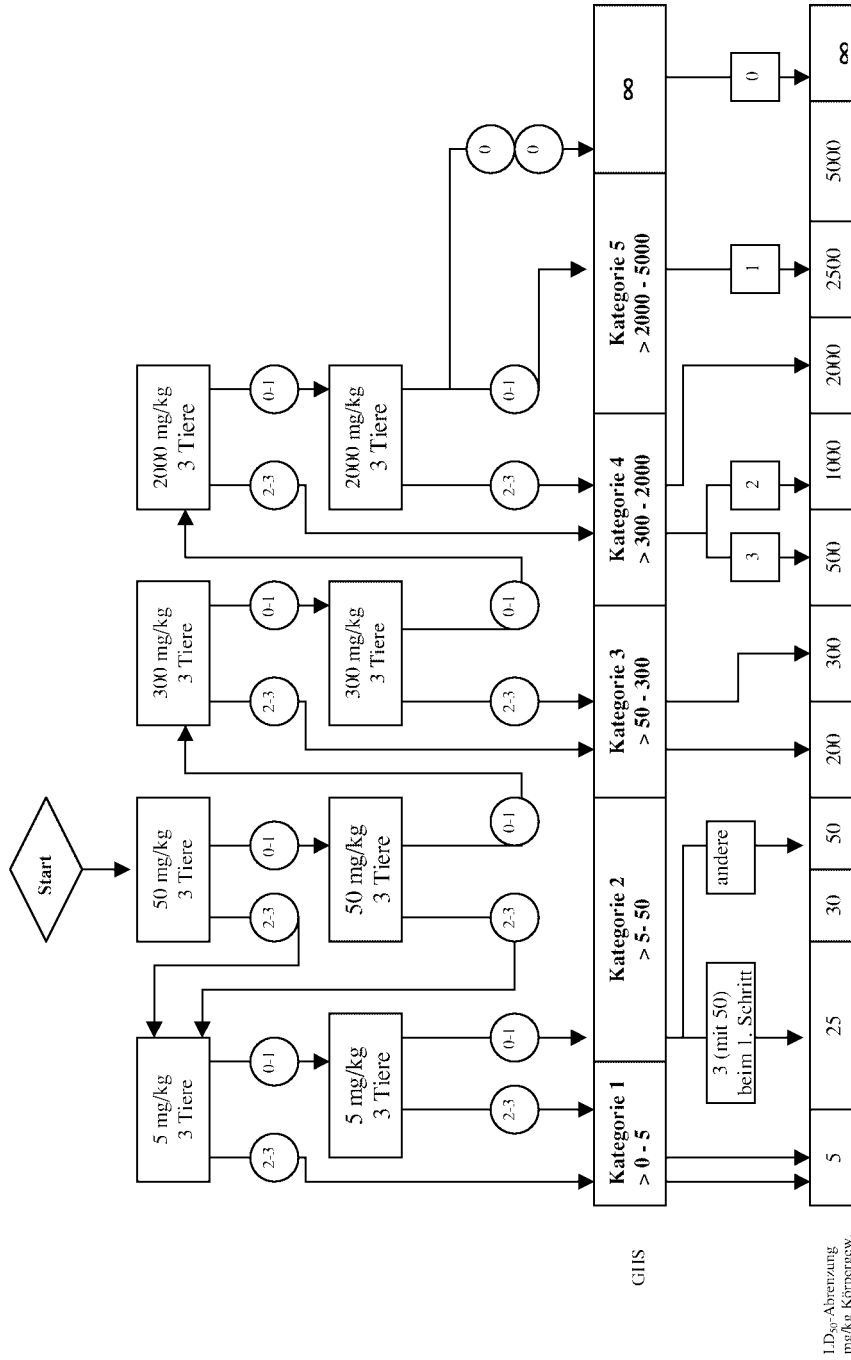 Start
5 mg/kg
3 Tiere
50 mg/kg
3 Tiere
300 mg/kg
3 Tiere
2000 mg/kg
3 Tiere
2-3
0-1
2-3
0-1
2-3
0-1
2-3
0-1
5 mg/kg
3 Tiere
50 mg/kg
3 Tiere
300 mg/kg
3 Tiere
2000 mg/kg
3 Tiere
2-3
0-1
2-3
0-1
2-3
0-1
2-3
0-1
0
0
GHS
Kategorie 1
> 0 - 5
Kategorie 2
> 5- 50
Kategorie 3
> 50 - 300
Kategorie 4
> 300 - 2000
Kategorie 5
> 2000 - 5000
∞
3 (mit 50)
beim 1. Schritt
andere
3
2
1
0
LD₅₀-Abrenzung
mg/kg Körpergew.
5
25
30
50
200
300
500
1000
2000
2500
5000
∞